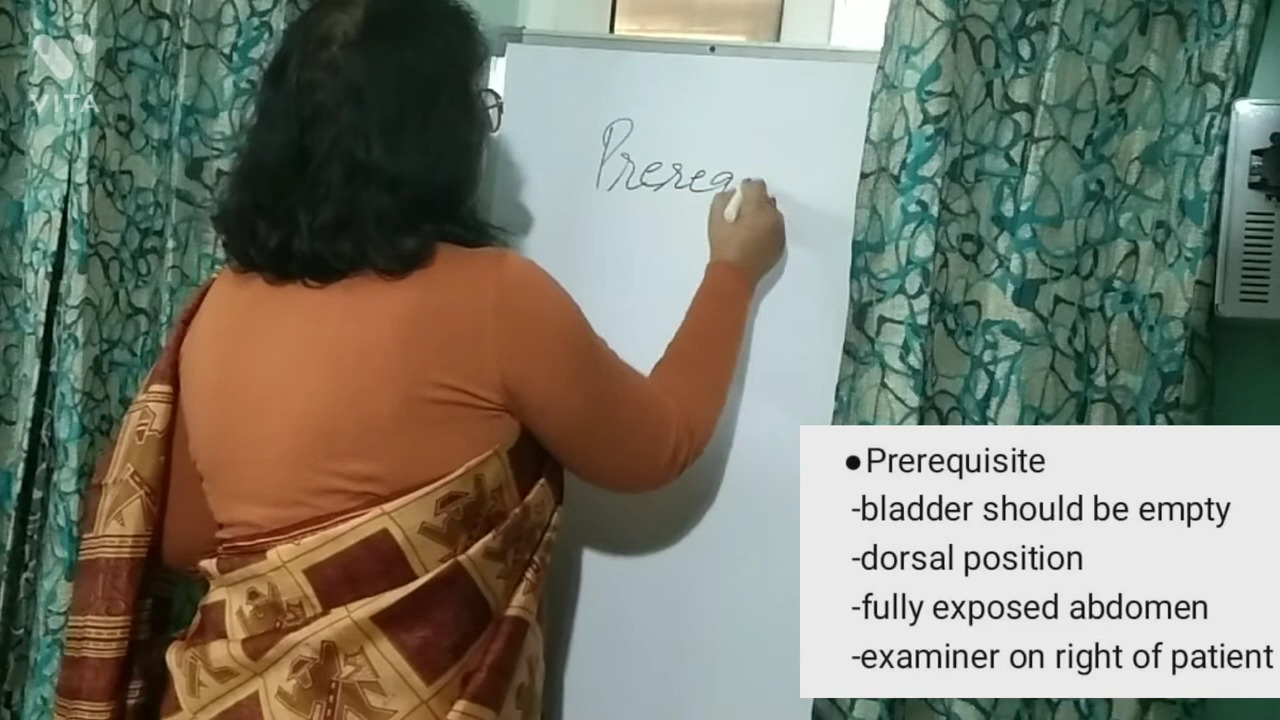 VITA
Prereq
●Prerequisite
-bladder should be empty
-dorsal position
-fully exposed abdomen
-examiner on right of patient